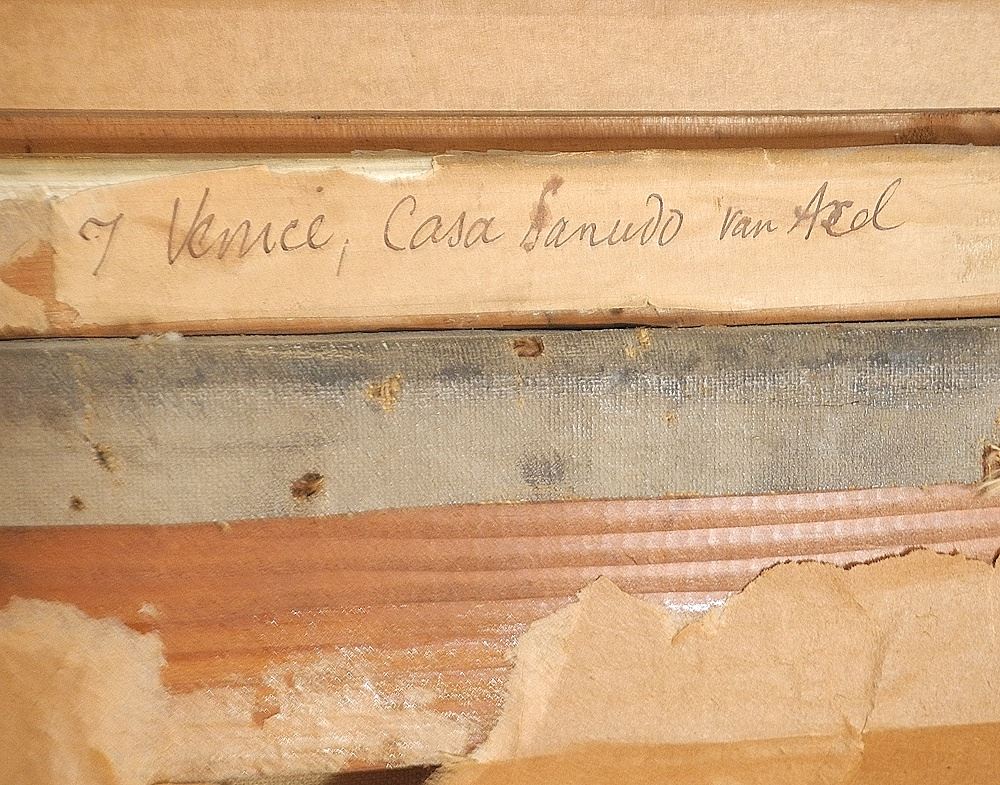 7 Venice, Casa Sanudo van Axel